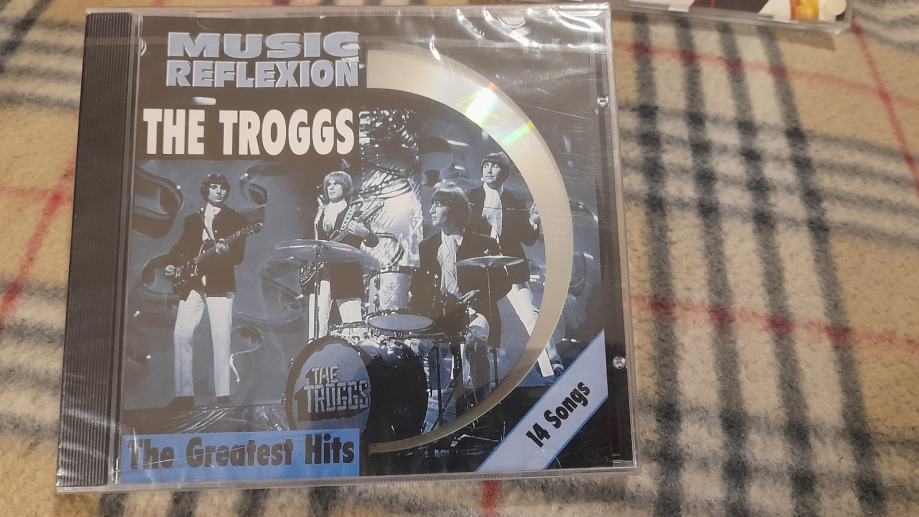 MUSIC
REFLEXION
THE TROGGS
THE
TROGGS
14 Songs
The Greatest Hits